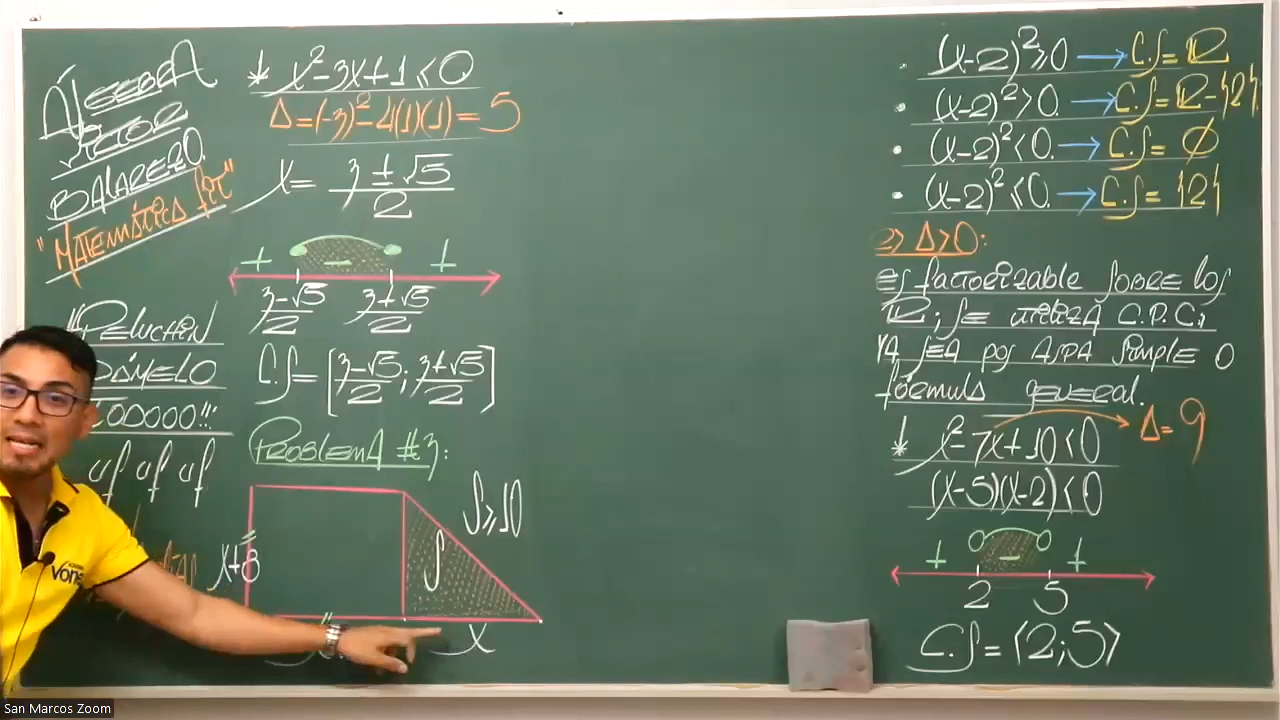 ÁLGEBRA
VÍCTOR
BALAREZO.
"MATEMÁTICA
"PELUCHÍN
DÁMELO
TODOOO!!!
uf uf uf
* x²-3x+1≤0
Δ=(-3)²-4(1)(1)=5
x= 3±√5/2
+ - +
3-√5/2 3+√5/2
C.S=[3-√5/2; 3+√5/2]
PROBLEMA #3:
S≥10
S
x+8
x
. (x-2)²≥0 → C.S=ℝ
• (x-2)²>0. → C.S=ℝ-{2}
• (x-2)²<0. → C.S= ∅
• (x-2)²≤0. → C.S= {2}
2> Δ>0:
ES factorizable sobre los
ℝ; SE utiliza C.P.C;
YA SEA por ASPA simple o
fórmula general.
* x²-7x+10<0 Δ=9
(x-5)(x-2)<0
+ - +
2 5
C.S=⟨2;5⟩
Vons
San Marcos Zoom